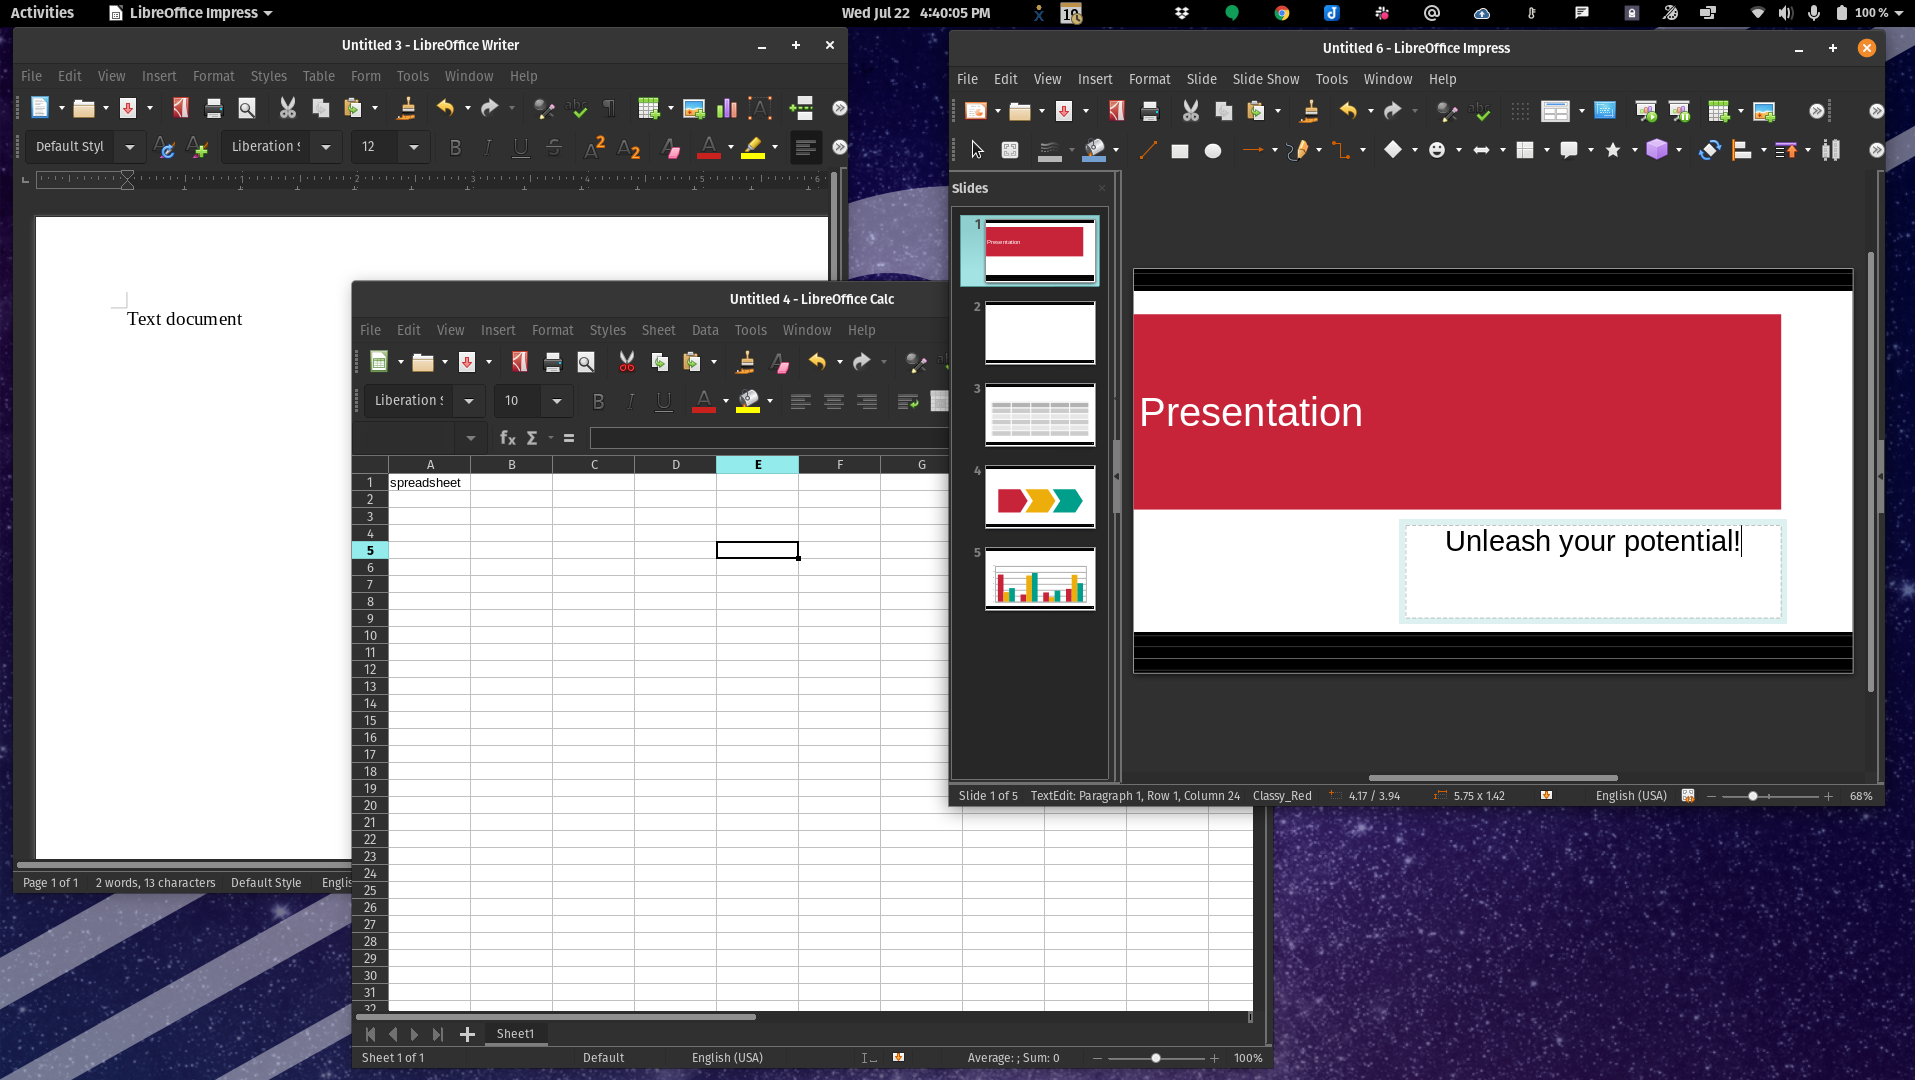 Activities LibreOffice Impress Wed Jul 22 4:40:05 PM 19 100 %
Untitled 3 - LibreOffice Writer
File Edit View Insert Format Styles Table Form Tools Window Help
Default Styl Liberation S 12
1 2 3 4 5 6
Text document
Page 1 of 1 2 words, 13 characters Default Style Englis
Untitled 4 - LibreOffice Calc
File Edit View Insert Format Styles Sheet Data Tools Window Help
Liberation S 10
A B C D E F G
1 spreadsheet
2
3
4
5
6
7
8
9
10
11
12
13
14
15
16
17
18
19
20
21
22
23
24
25
26
27
28
29
30
31
32
Sheet1
Sheet 1 of 1 Default English (USA) Average: ; Sum: 0 100%
Untitled 6 - LibreOffice Impress
File Edit View Insert Format Slide Slide Show Tools Window Help
Slides
1
Presentation
2
3
4
5
Presentation
Unleash your potential!
Slide 1 of 5 TextEdit: Paragraph 1, Row 1, Column 24 Classy_Red 4.17 / 3.94 5.75 x 1.42 English (USA) 68%